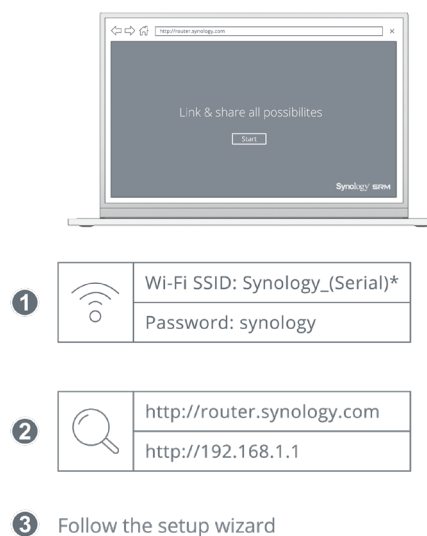 http://router.synology.com
×
Link & share all possibilites
Start
Synology SRM
1
Wi-Fi SSID: Synology_(Serial)*
Password: synology
2
http://router.synology.com
http://192.168.1.1
3 Follow the setup wizard